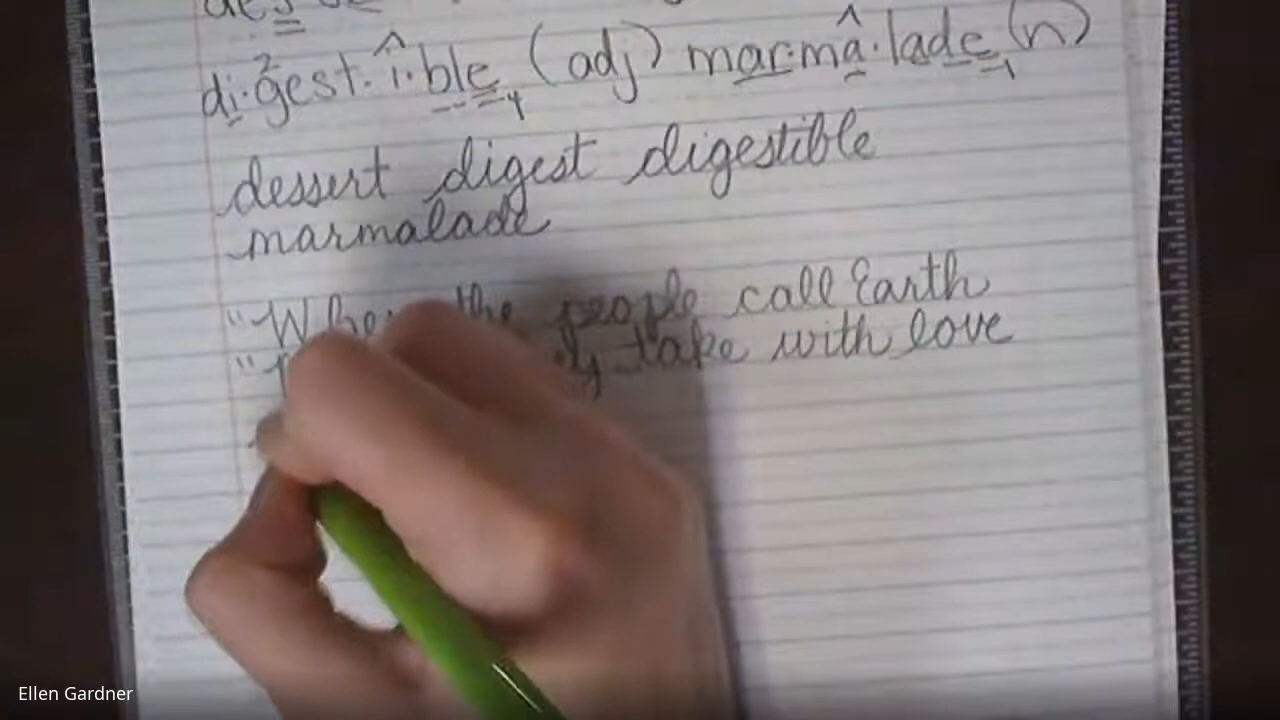 di·gest·i·ble (adj) mar·ma·lade (n)
dessert digest digestible
marmalade
"When the people call Earth
" take with love
Ellen Gardner